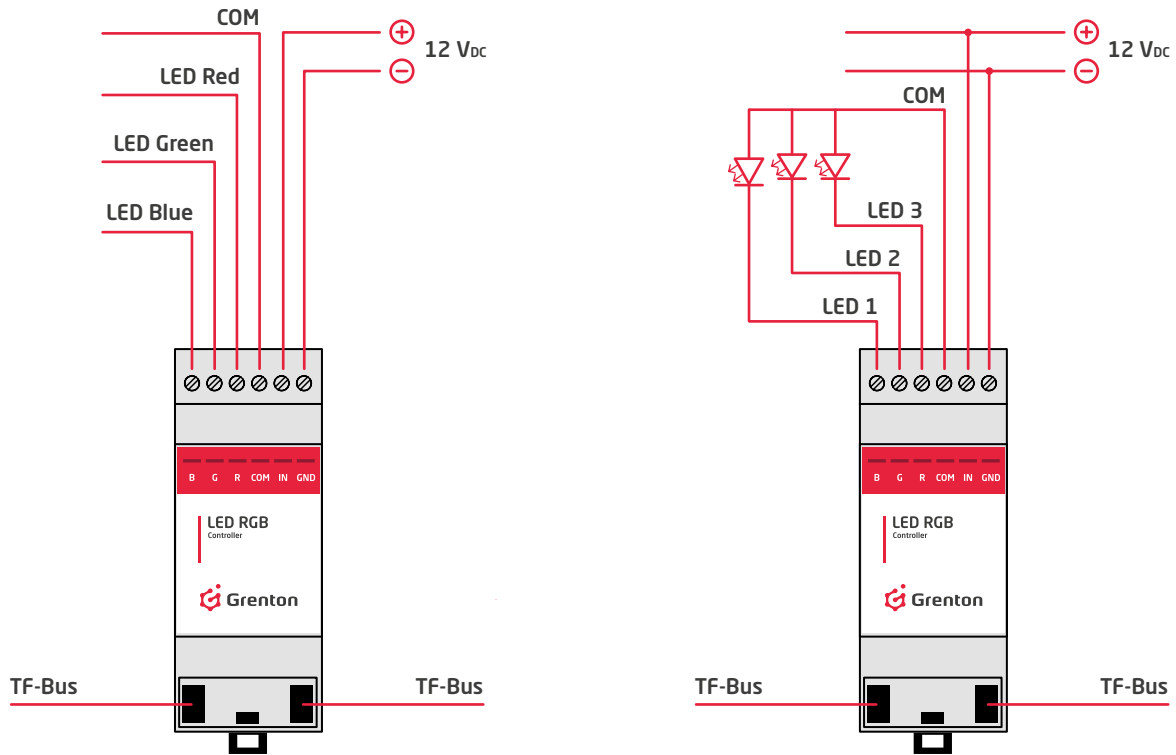 COM
12 VDC
LED Red
LED Green
LED Blue
B G R COM IN GND
LED RGB
Controller
Grenton
TF-Bus
TF-Bus
12 VDC
COM
LED 3
LED 2
LED 1
B G R COM IN GND
LED RGB
Controller
Grenton
TF-Bus
TF-Bus